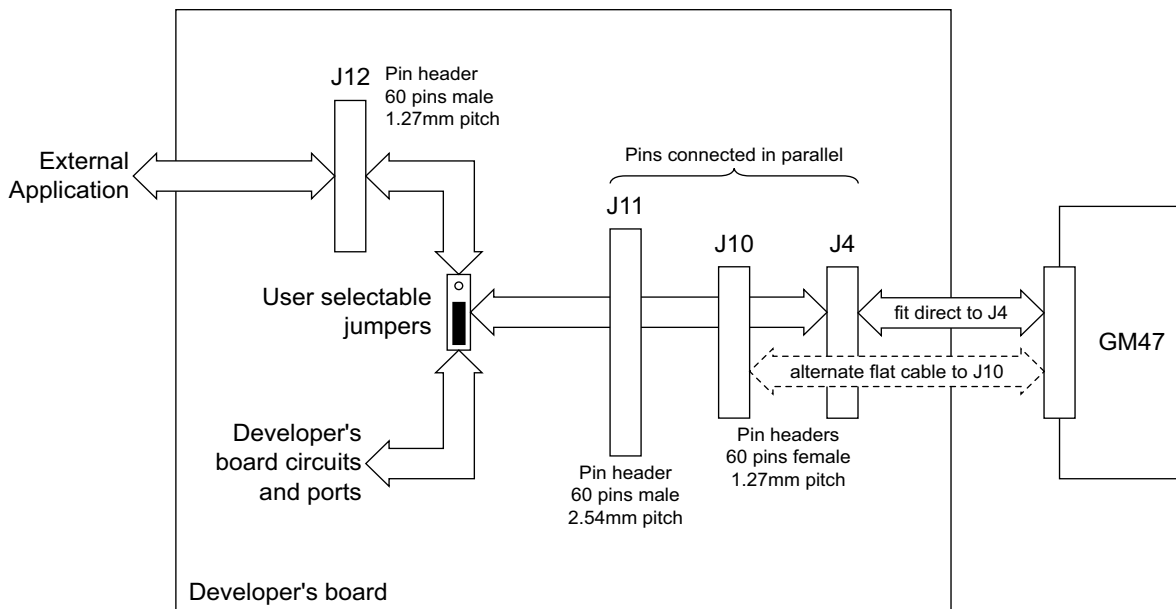 J12
Pin header
60 pins male
1.27mm pitch
External
Application
Pins connected in parallel
J11
J10
J4
User selectable
jumpers
fit direct to J4
GM47
alternate flat cable to J10
Developer's
board circuits
and ports
Pin header
60 pins male
2.54mm pitch
Pin headers
60 pins female
1.27mm pitch
Developer's board